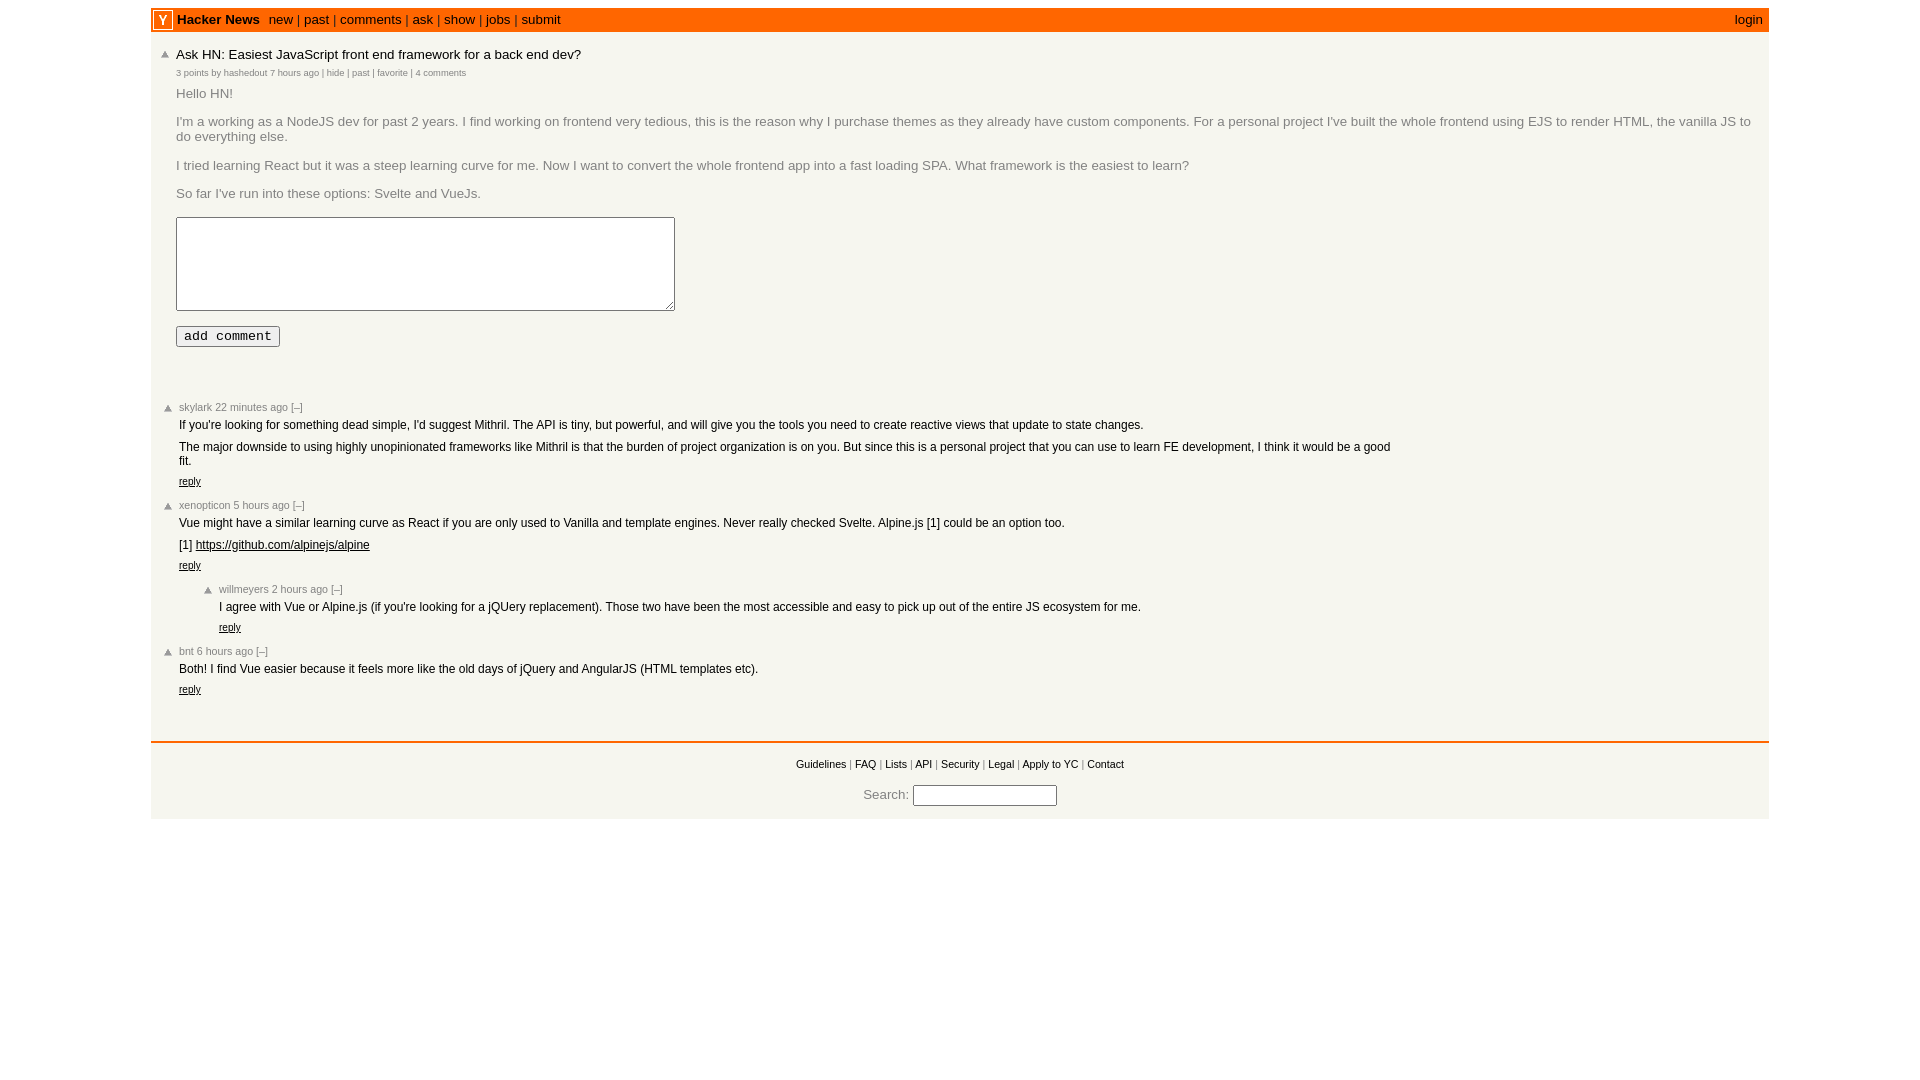 Y Hacker News new | past | comments | ask | show | jobs | submit login
Ask HN: Easiest JavaScript front end framework for a back end dev?
3 points by hashedout 7 hours ago | hide | past | favorite | 4 comments
Hello HN!
I'm a working as a NodeJS dev for past 2 years. I find working on frontend very tedious, this is the reason why I purchase themes as they already have custom components. For a personal project I've built the whole frontend using EJS to render HTML, the vanilla JS to
do everything else.
I tried learning React but it was a steep learning curve for me. Now I want to convert the whole frontend app into a fast loading SPA. What framework is the easiest to learn?
So far I've run into these options: Svelte and VueJs.
add comment
skylark 22 minutes ago [–]
If you're looking for something dead simple, I'd suggest Mithril. The API is tiny, but powerful, and will give you the tools you need to create reactive views that update to state changes.
The major downside to using highly unopinionated frameworks like Mithril is that the burden of project organization is on you. But since this is a personal project that you can use to learn FE development, I think it would be a good
fit.
reply
xenopticon 5 hours ago [–]
Vue might have a similar learning curve as React if you are only used to Vanilla and template engines. Never really checked Svelte. Alpine.js [1] could be an option too.
[1] https://github.com/alpinejs/alpine
reply
willmeyers 2 hours ago [–]
I agree with Vue or Alpine.js (if you're looking for a jQUery replacement). Those two have been the most accessible and easy to pick up out of the entire JS ecosystem for me.
reply
bnt 6 hours ago [–]
Both! I find Vue easier because it feels more like the old days of jQuery and AngularJS (HTML templates etc).
reply
Guidelines | FAQ | Lists | API | Security | Legal | Apply to YC | Contact
Search: